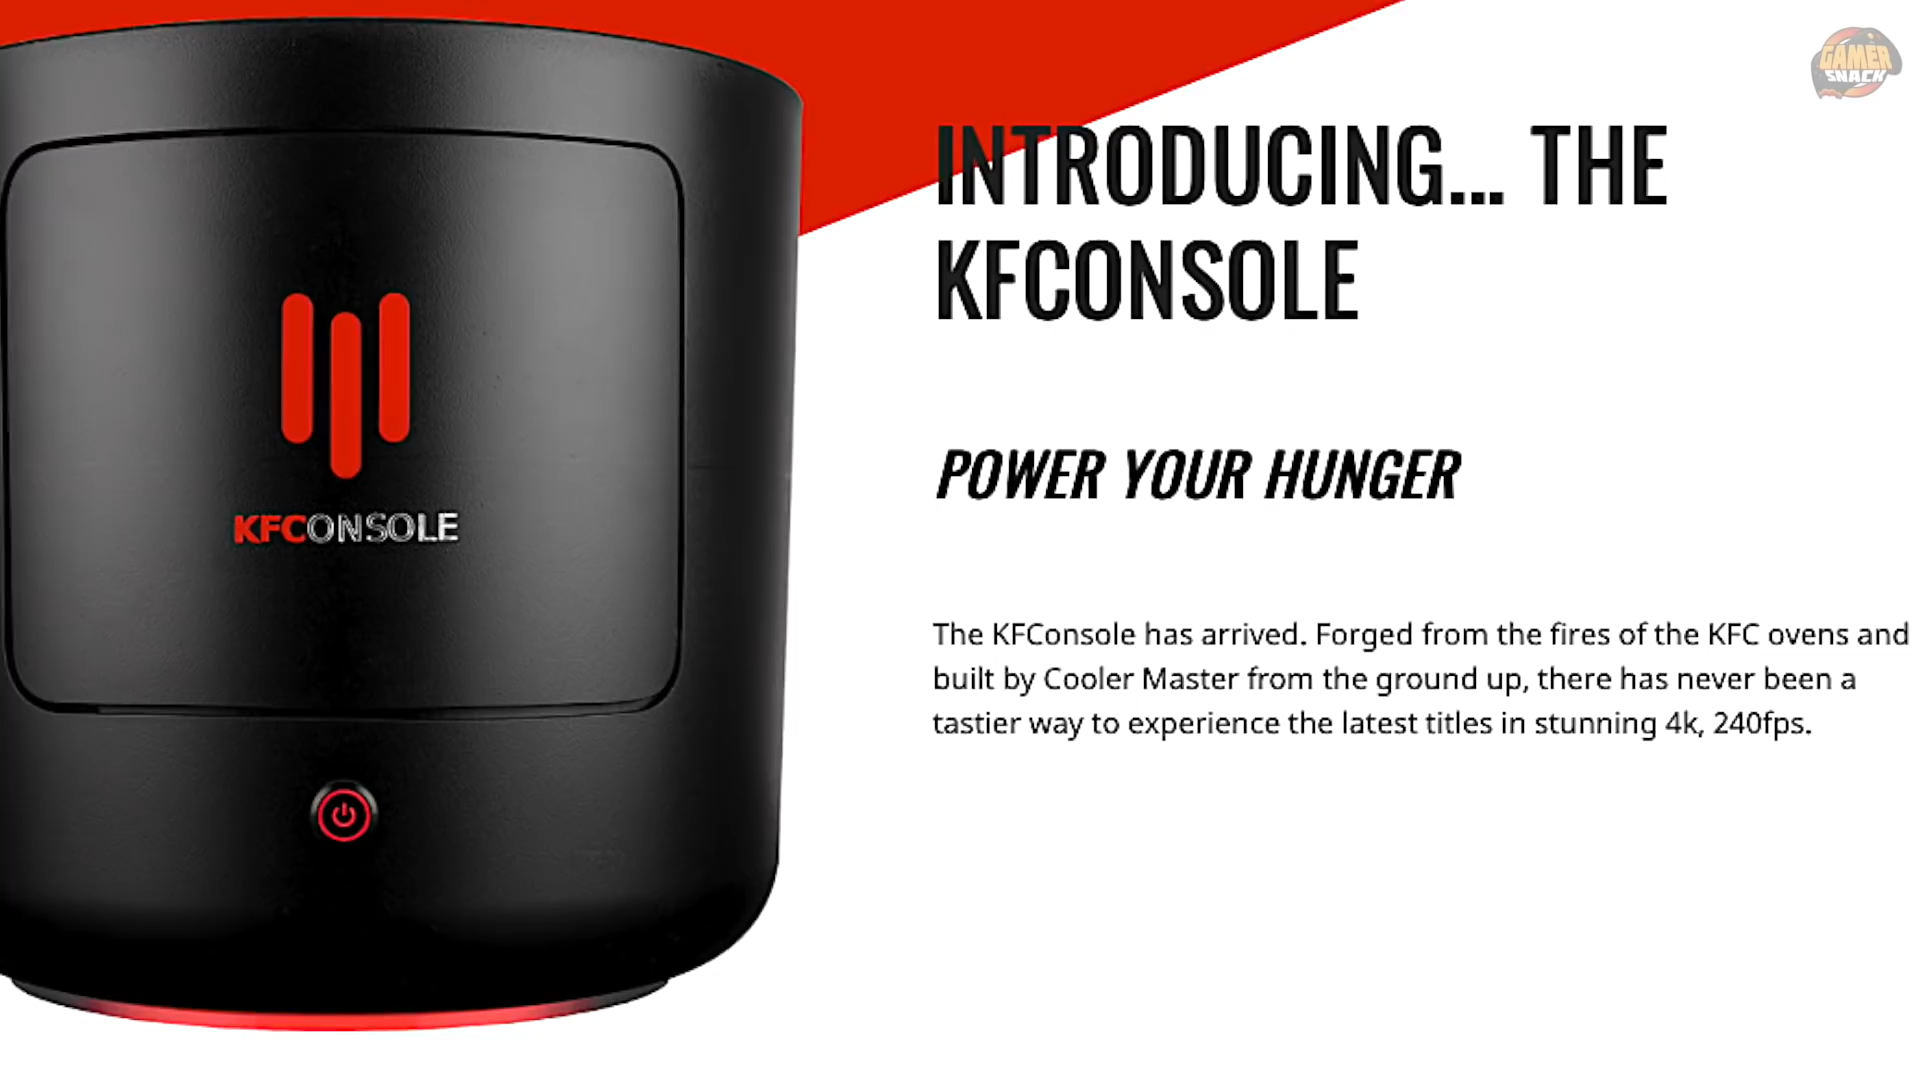 GAMER
SNACK
INTRODUCING... THE
KFCONSOLE
POWER YOUR HUNGER
KFCONSOLE
The KFConsole has arrived. Forged from the fires of the KFC ovens and
built by Cooler Master from the ground up, there has never been a
tastier way to experience the latest titles in stunning 4k, 240fps.